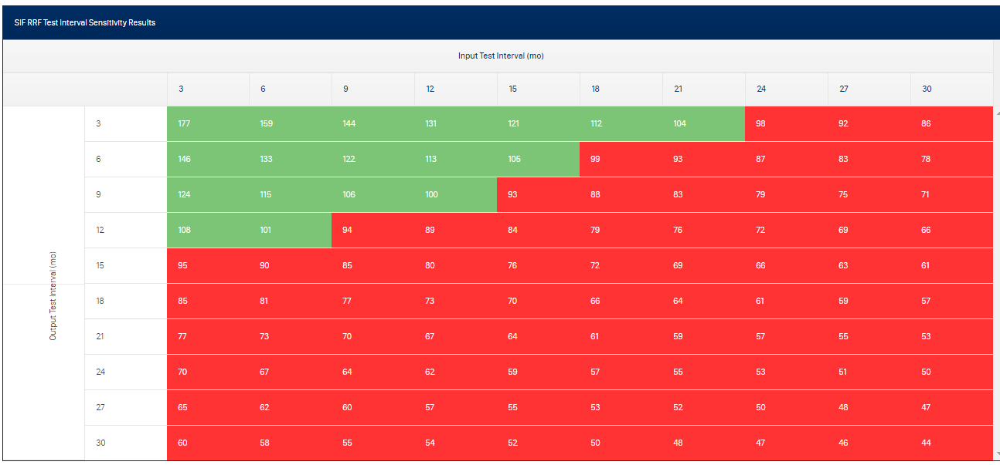 SIF RRF Test Interval Sensitivity Results
Input Test Interval (mo)
3 6 9 12 15 18 21 24 27 30
Output Test Interval (mo)
3 177 159 144 131 121 112 104 98 92 86
6 146 133 122 113 105 99 93 87 83 78
9 124 115 106 100 93 88 83 79 75 71
12 108 101 94 89 84 79 76 72 69 66
15 95 90 85 80 76 72 69 66 63 61
18 85 81 77 73 70 66 64 61 59 57
21 77 73 70 67 64 61 59 57 55 53
24 70 67 64 62 59 57 55 53 51 50
27 65 62 60 57 55 53 52 50 48 47
30 60 58 55 54 52 50 48 47 46 44